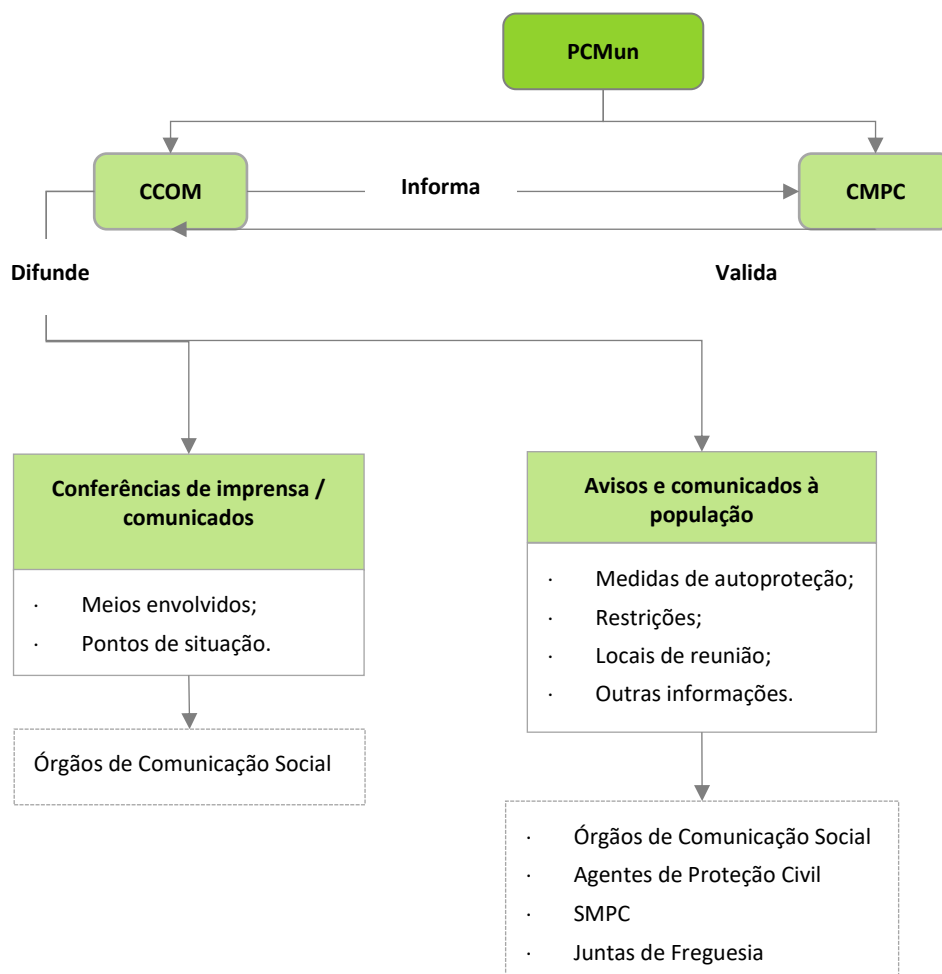 PCMun
CCOM
Informa
CMPC
Difunde
Valida
Conferências de imprensa /
comunicados
· Meios envolvidos;
· Pontos de situação.
Órgãos de Comunicação Social
Avisos e comunicados à
população
· Medidas de autoproteção;
· Restrições;
· Locais de reunião;
· Outras informações.
· Órgãos de Comunicação Social
· Agentes de Proteção Civil
· SMPC
· Juntas de Freguesia